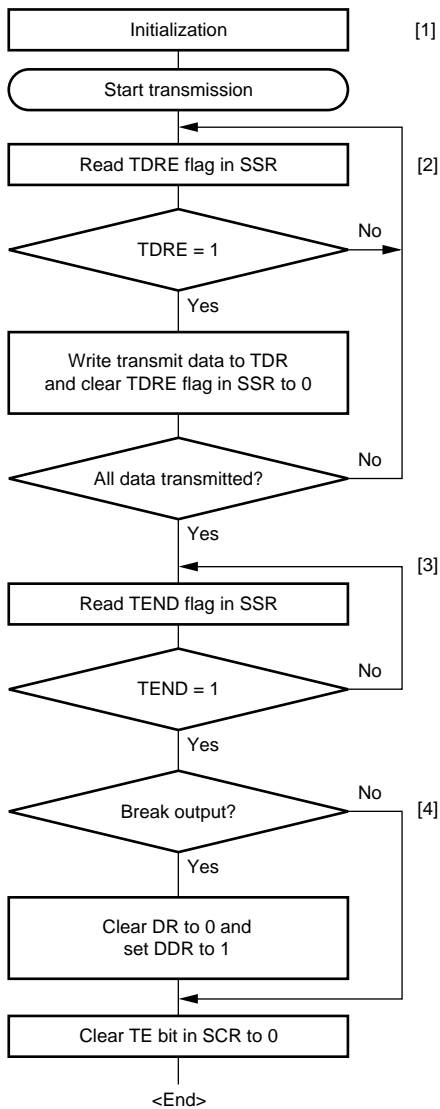 Initialization
[1]
Start transmission
Read TDRE flag in SSR
[2]
TDRE = 1
No
Yes
Write transmit data to TDR
and clear TDRE flag in SSR to 0
All data transmitted?
No
Yes
[3]
Read TEND flag in SSR
TEND = 1
No
Yes
Break output?
No
[4]
Yes
Clear DR to 0 and
set DDR to 1
Clear TE bit in SCR to 0
<End>